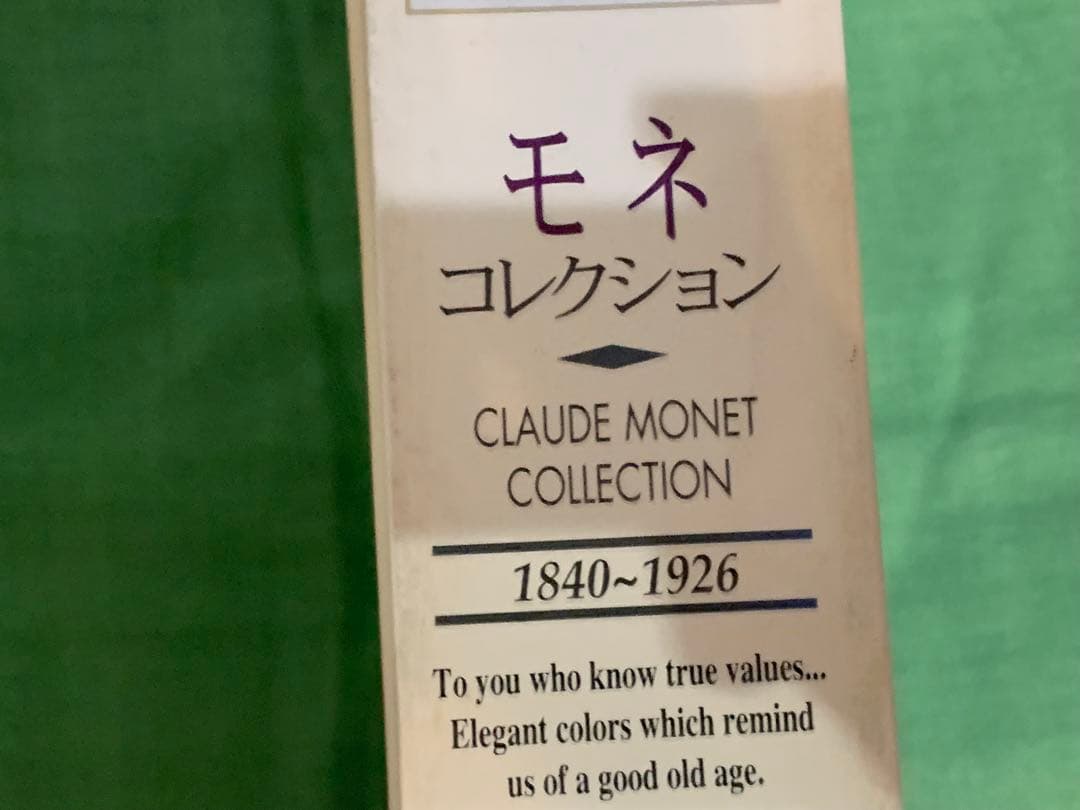 モネ
コレクション
CLAUDE MONET
COLLECTION
1840~1926
To you who know true values...
Elegant colors which remind
us of a good old age.